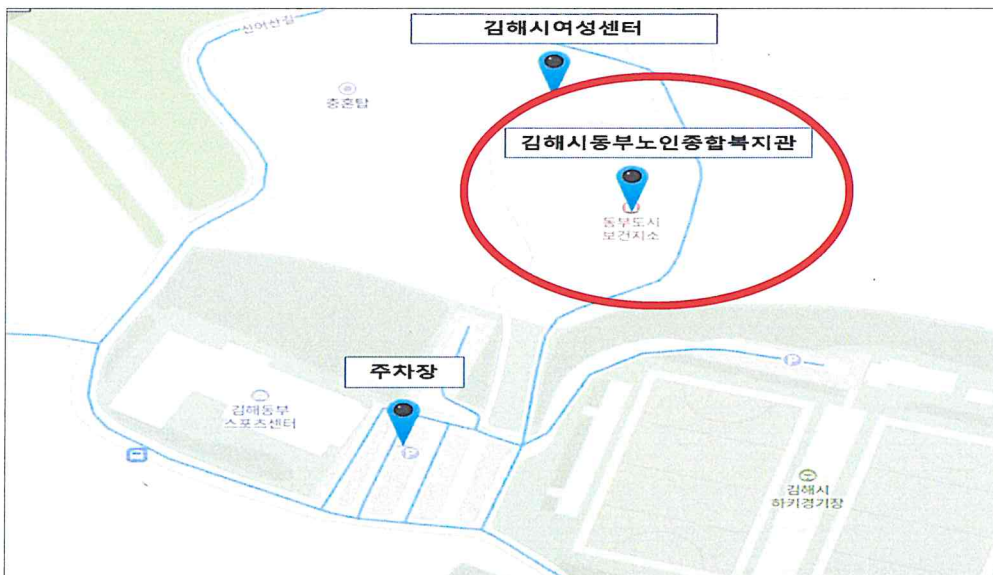 김해시여성센터
신어산길
충혼탑
김해시동부노인종합복지관
동부도시
보건지소
주차장
P
김해동부
스포츠센터
P
김해시
하키경기장